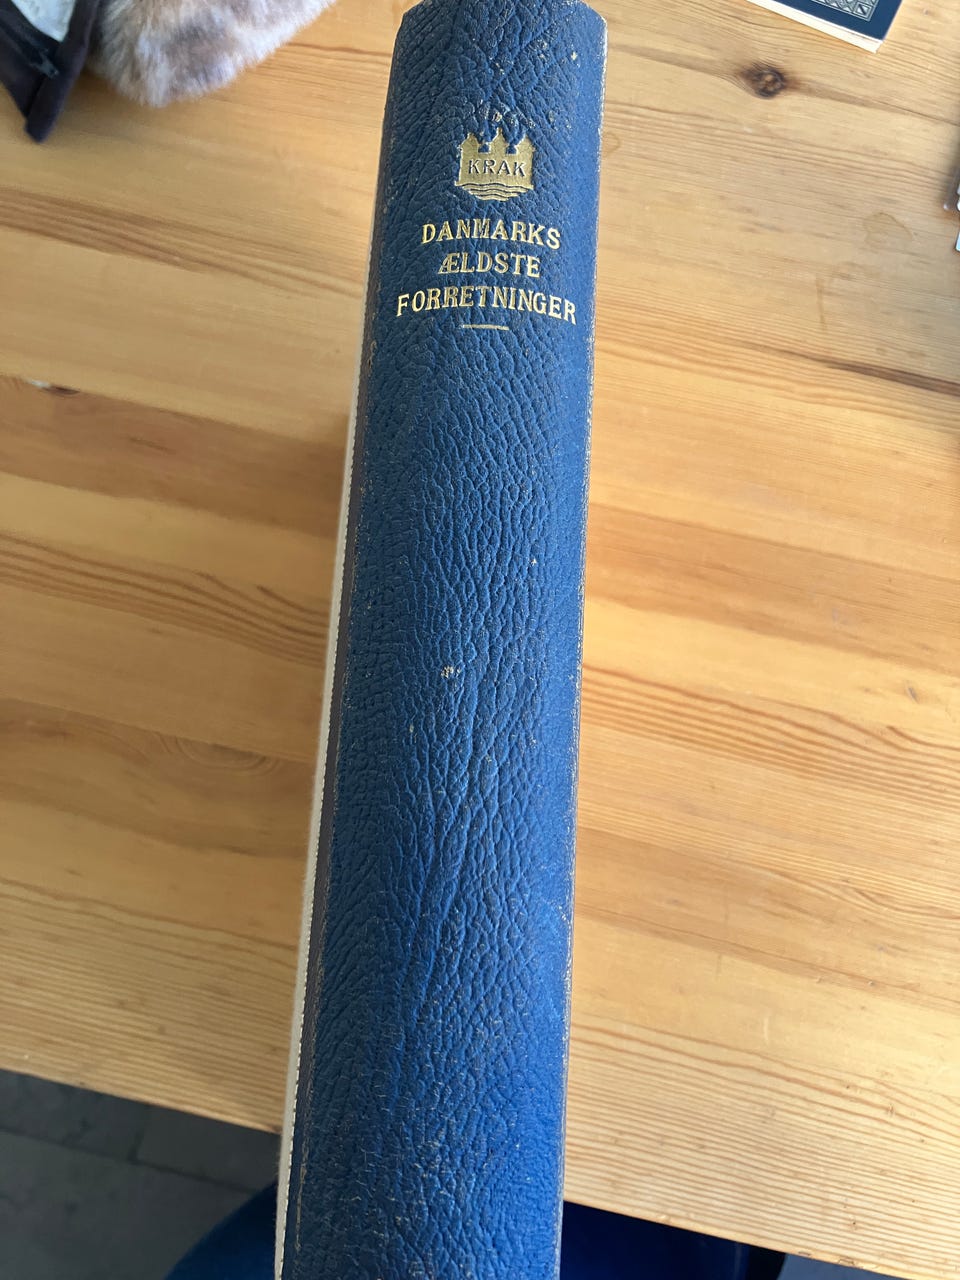 KRAK
DANMARKS
ÆLDSTE
FORRETNINGER